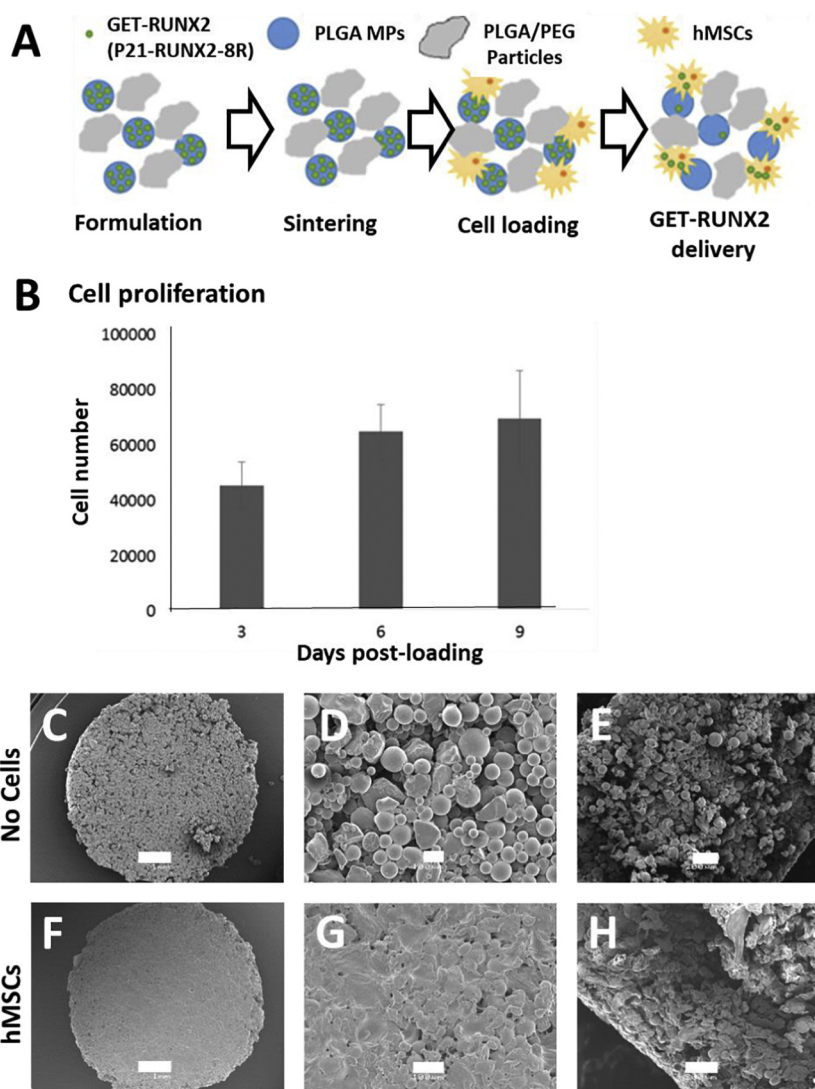 A
GET-RUNX2
(P21-RUNX2-8R)
PLGA MPs
PLGA/PEG
Particles
hMSCs
Formulation
Sintering
Cell loading
GET-RUNX2
delivery
B Cell proliferation
Cell number
100000
80000
60000
40000
20000
0
3 6 9
Days post-loading
No Cells
C D E
hMSCs
F G H